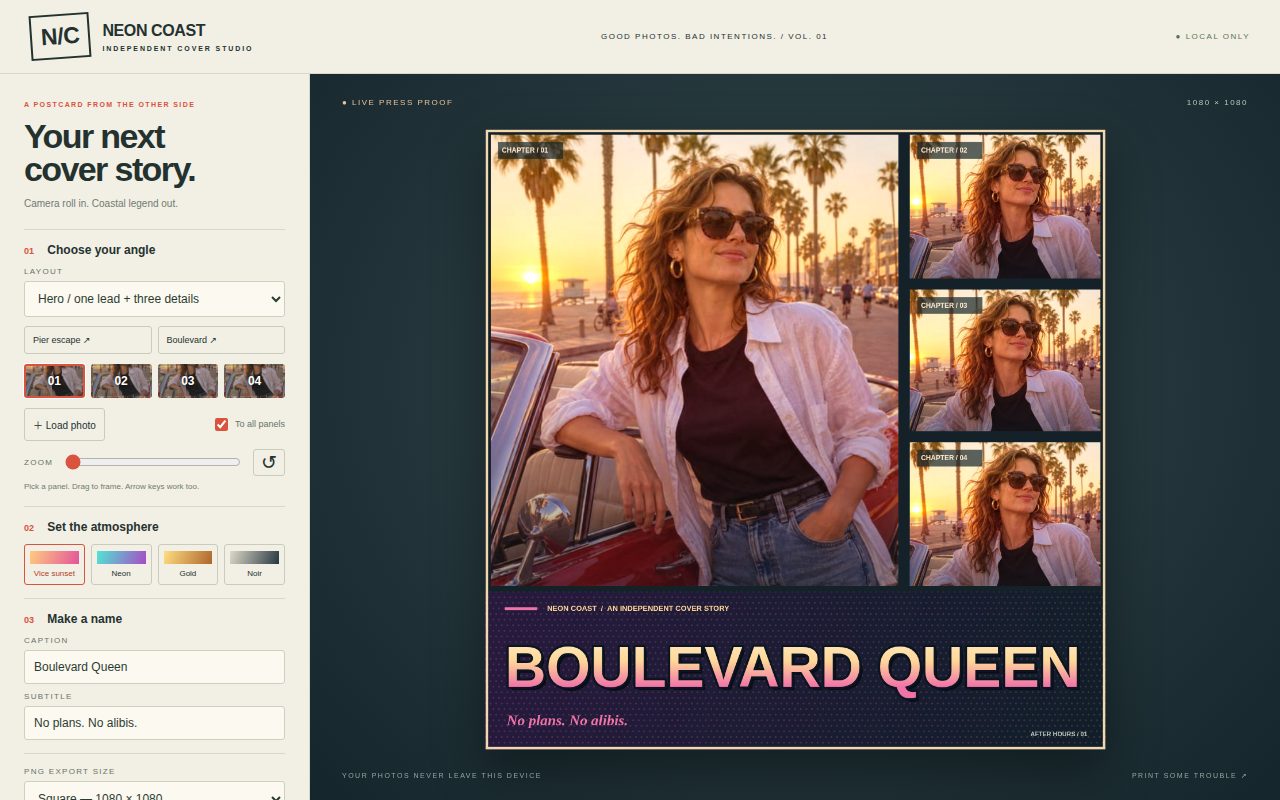 N/C
NEON COAST
INDEPENDENT COVER STUDIO
GOOD PHOTOS. BAD INTENTIONS. / VOL. 01
● LOCAL ONLY
A POSTCARD FROM THE OTHER SIDE
Your next
cover story.
Camera roll in. Coastal legend out.
01 Choose your angle
LAYOUT
Hero / one lead + three details
Pier escape ↗
Boulevard ↗
01
02
03
04
+ Load photo
To all panels
ZOOM
↺
Pick a panel. Drag to frame. Arrow keys work too.
02 Set the atmosphere
Vice sunset
Neon
Gold
Noir
03 Make a name
CAPTION
Boulevard Queen
SUBTITLE
No plans. No alibis.
PNG EXPORT SIZE
Square — 1080 × 1080
● LIVE PRESS PROOF
1080 × 1080
CHAPTER / 01
CHAPTER / 02
CHAPTER / 03
CHAPTER / 04
NEON COAST / AN INDEPENDENT COVER STORY
BOULEVARD QUEEN
No plans. No alibis.
AFTER HOURS / 01
YOUR PHOTOS NEVER LEAVE THIS DEVICE
PRINT SOME TROUBLE ↗